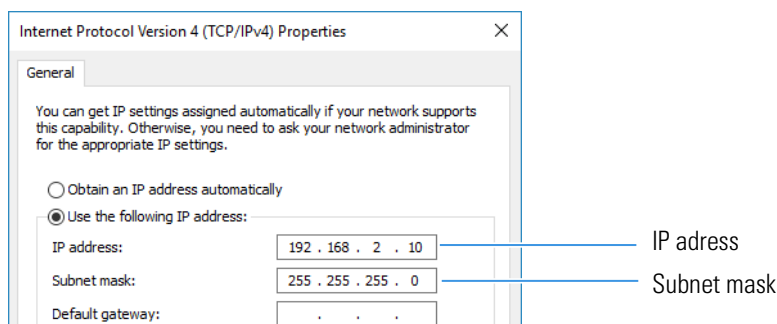 Internet Protocol Version 4 (TCP/IPv4) Properties
General
You can get IP settings assigned automatically if your network supports
this capability. Otherwise, you need to ask your network administrator
for the appropriate IP settings.
Obtain an IP address automatically
Use the following IP address:
IP address: 192 . 168 . 2 . 10 IP adress
Subnet mask: 255 . 255 . 255 . 0 Subnet mask
Default gateway: . . .